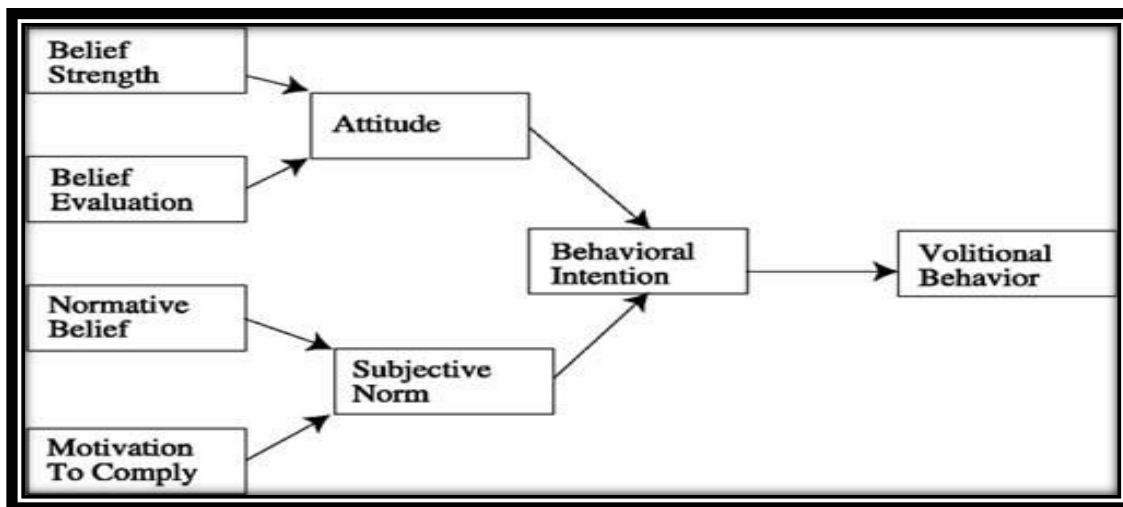 Belief
Strength
Attitude
Belief
Evaluation
Behavioral
Intention
Volitional
Behavior
Normative
Belief
Subjective
Norm
Motivation
To Comply